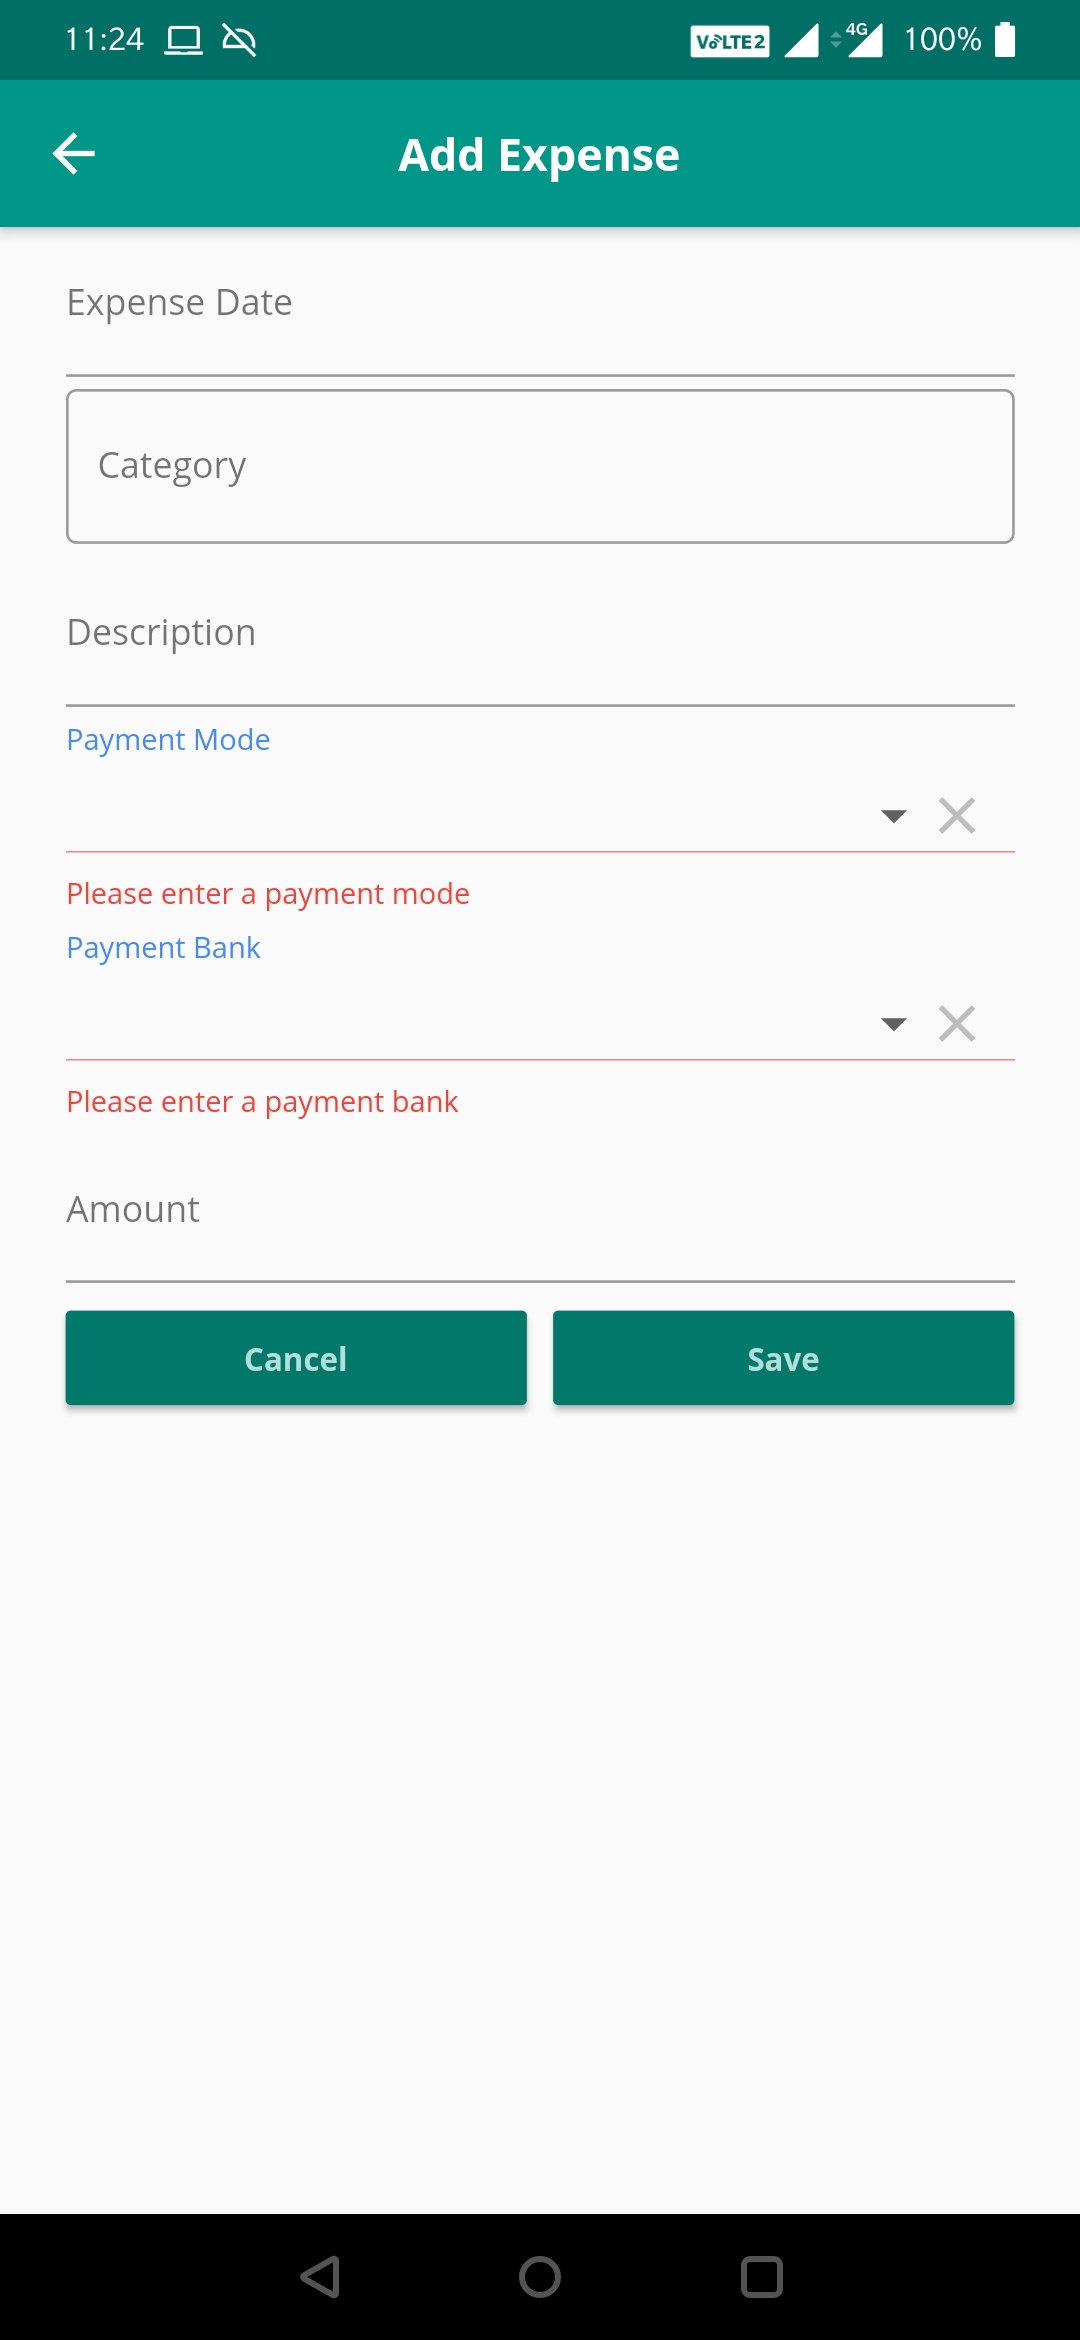 11:24 VoLTE2 4G 100%
Add Expense
Expense Date
Category
Description
Payment Mode
Please enter a payment mode
Payment Bank
Please enter a payment bank
Amount
Cancel Save